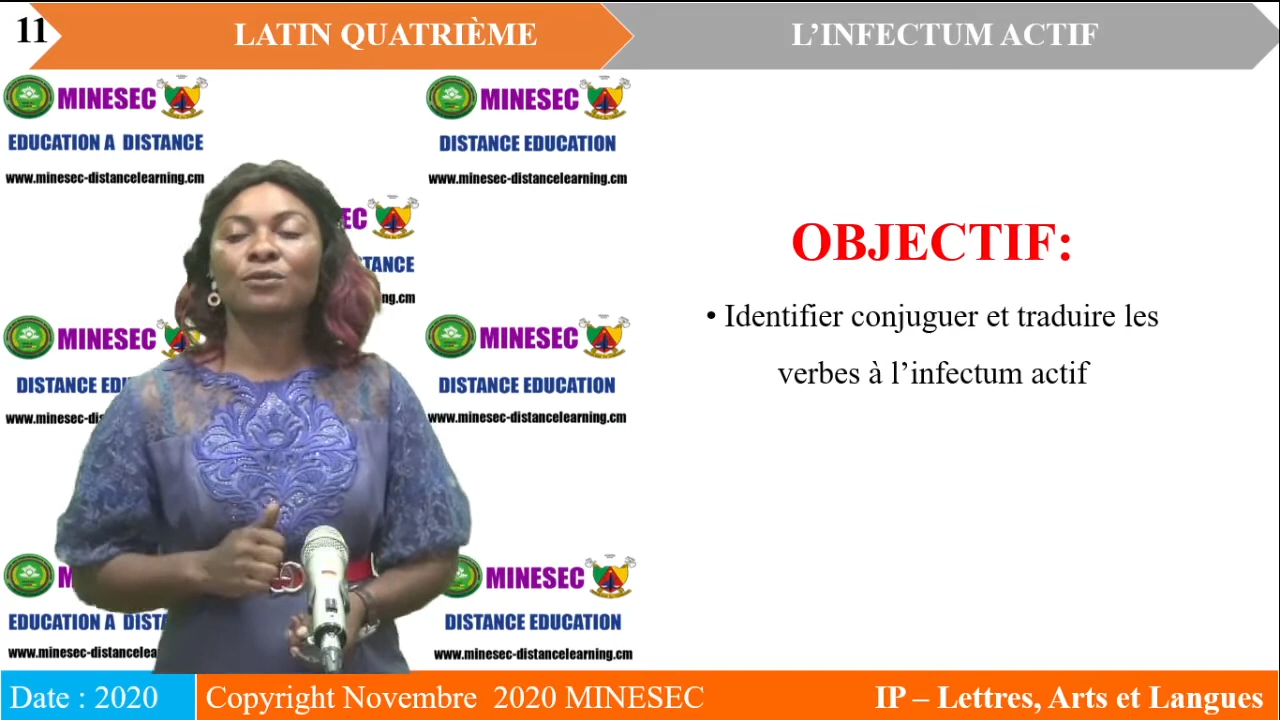 11
LATIN QUATRIÈME
L’INFECTUM ACTIF
MINESEC
EDUCATION A DISTANCE
www.minesec-distancelearning.cm
MINESEC
DISTANCE EDUCATION
www.minesec-distancelearning.cm
OBJECTIF:
• Identifier conjuguer et traduire les
verbes à l’infectum actif
MINESEC
MINESEC
DISTANCE EDUCATION
www.minesec-distancelearning.cm
MINESEC
DISTANCE EDUCATION
www.minesec-distancelearning.cm
EDUCATION A
Date : 2020
Copyright Novembre 2020 MINESEC
IP – Lettres, Arts et Langues